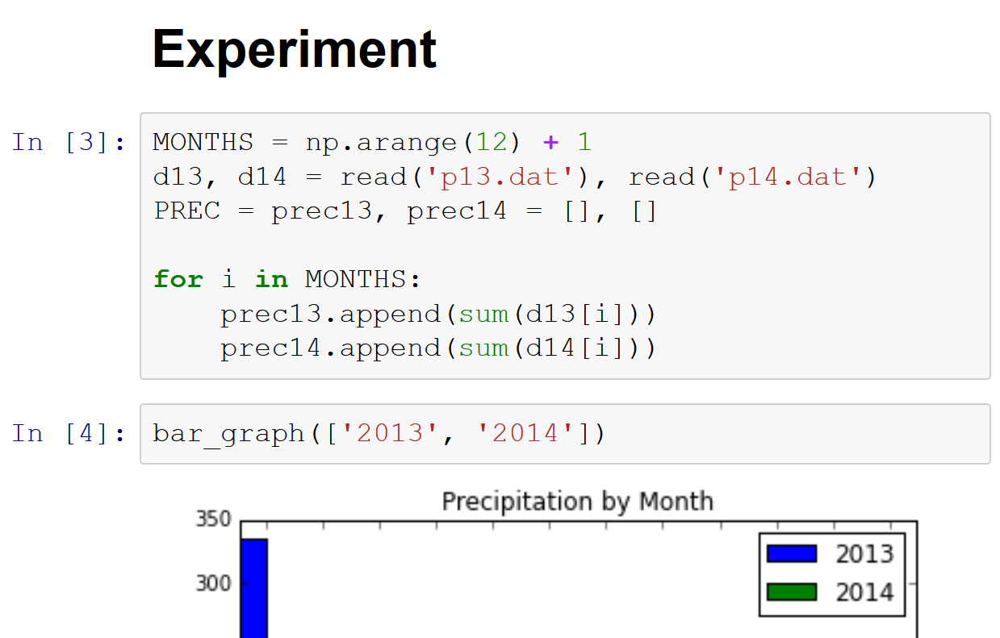 Experiment
In [3]: MONTHS = np.arange(12) + 1
d13, d14 = read('p13.dat'), read('p14.dat')
PREC = prec13, prec14 = [], []
for i in MONTHS:
    prec13.append(sum(d13[i]))
    prec14.append(sum(d14[i]))
In [4]: bar_graph(['2013', '2014'])
Precipitation by Month
350
2013
300
2014